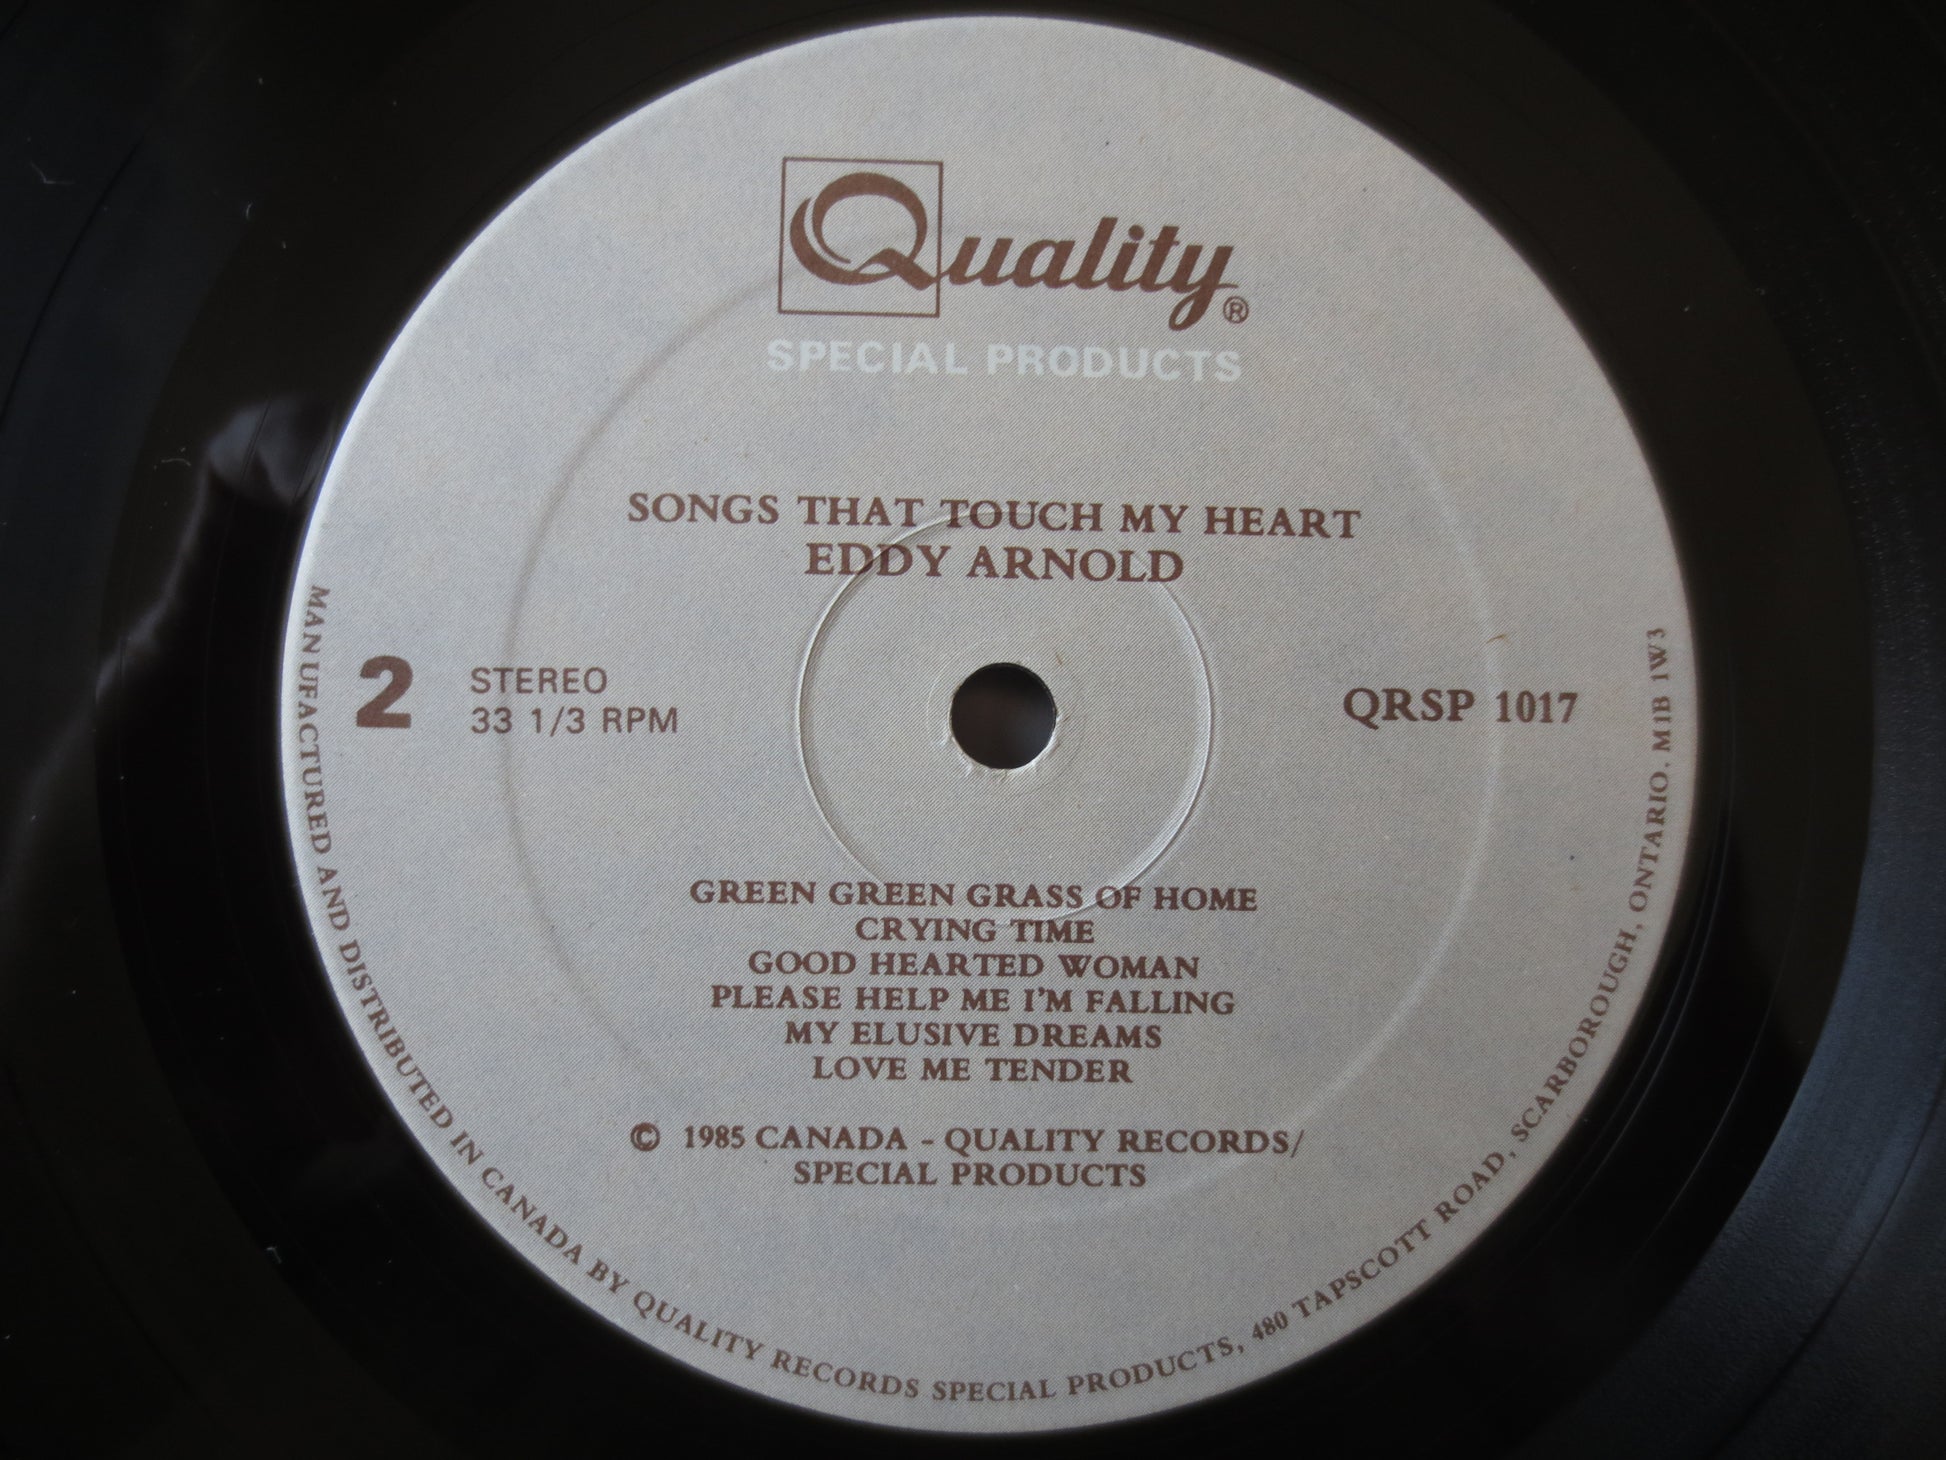 Quality®
SPECIAL PRODUCTS
SONGS THAT TOUCH MY HEART
EDDY ARNOLD
2
STEREO
33 1/3 RPM
QRSP 1017
GREEN GREEN GRASS OF HOME
CRYING TIME
GOOD HEARTED WOMAN
PLEASE HELP ME I'M FALLING
MY ELUSIVE DREAMS
LOVE ME TENDER
© 1985 CANADA - QUALITY RECORDS/
SPECIAL PRODUCTS
MANUFACTURED AND DISTRIBUTED IN CANADA BY QUALITY RECORDS SPECIAL PRODUCTS, 480 TAPSCOTT ROAD, SCARBOROUGH, ONTARIO. M1B 1W3